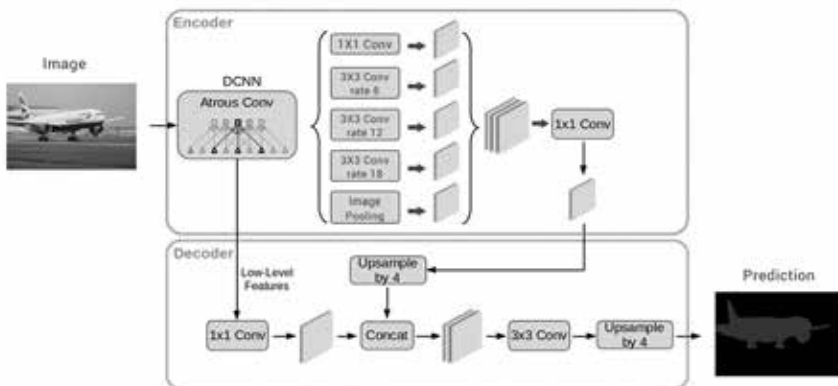 Encoder
Image
DCNN
Atrous Conv
1X1 Conv
3X3 Conv
rate 6
3X3 Conv
rate 12
3X3 Conv
rate 18
Image
Pooling
1x1 Conv
Decoder
Low-Level
Features
Upsample
by 4
1x1 Conv
Concat
3x3 Conv
Upsample
by 4
Prediction